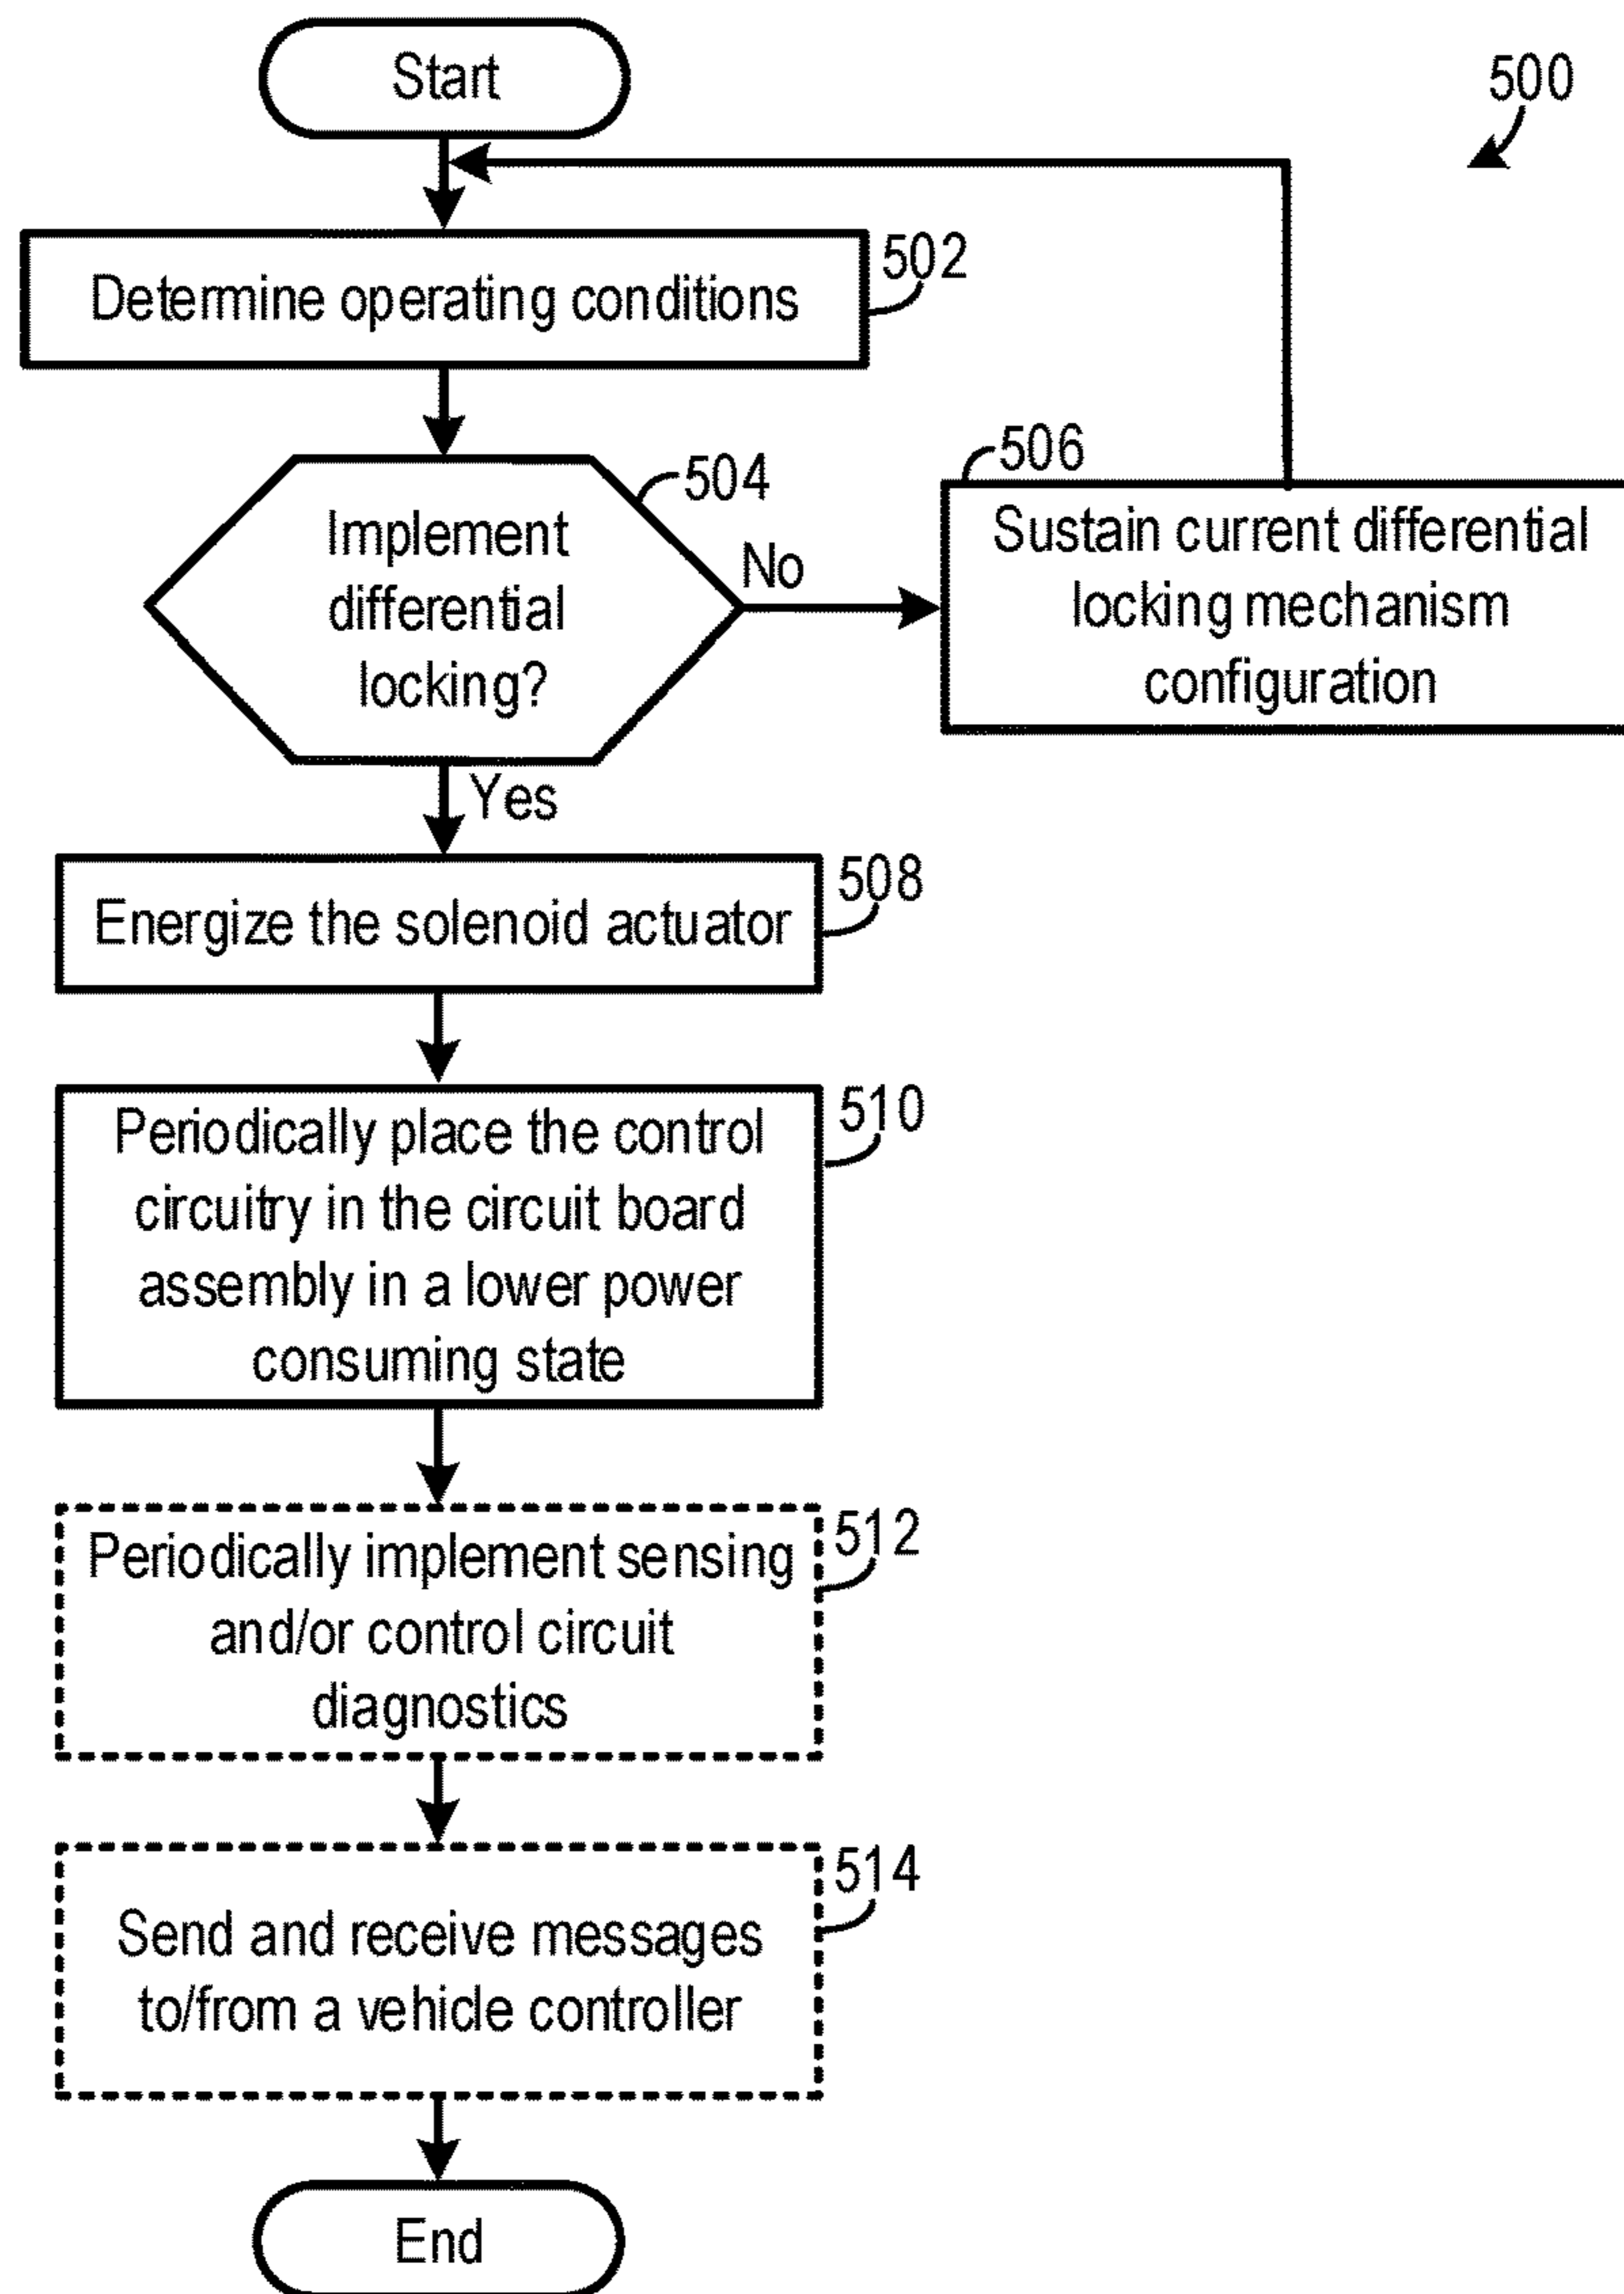 Start
500
Determine operating conditions
502
Implement
differential
locking?
504
No
506
Sustain current differential
locking mechanism
configuration
Yes
Energize the solenoid actuator
508
Periodically place the control
circuitry in the circuit board
assembly in a lower power
consuming state
510
Periodically implement sensing
and/or control circuit
diagnostics
512
Send and receive messages
to/from a vehicle controller
514
End